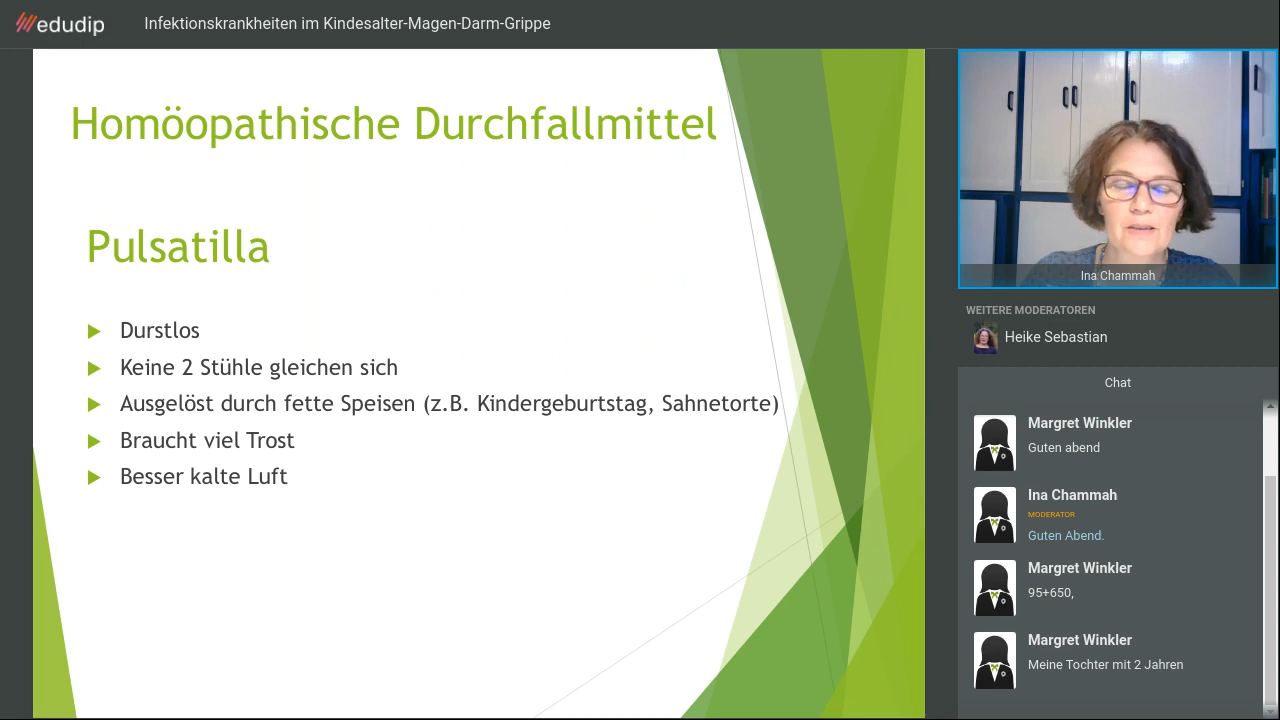 edudip
Infektionskrankheiten im Kindesalter-Magen-Darm-Grippe
Homöopathische Durchfallmittel
Pulsatilla
Durstlos
Keine 2 Stühle gleichen sich
Ausgelöst durch fette Speisen (z.B. Kindergeburtstag, Sahnetorte)
Braucht viel Trost
Besser kalte Luft
Ina Chammah
WEITERE MODERATOREN
Heike Sebastian
Chat
Margret Winkler
Guten abend
Ina Chammah
MODERATOR
Guten Abend.
Margret Winkler
95+650,
Margret Winkler
Meine Tochter mit 2 Jahren